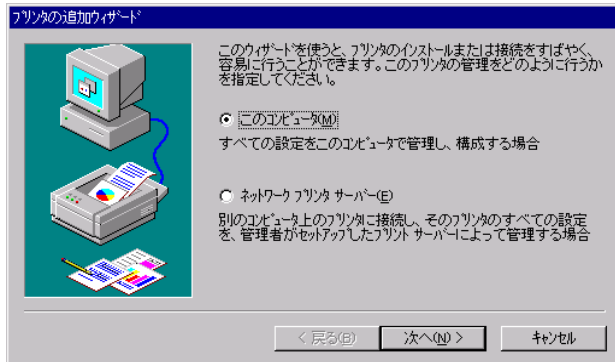 プリンタの追加ウィザード
このウィザードを使うと、プリンタのインストールまたは接続をすばやく、
容易に行うことができます。このプリンタの管理をどのように行うか
を指定してください。
このコンピュータ(M)
すべての設定をこのコンピュータで管理し、構成する場合
ネットワーク プリンタ サーバー(E)
別のコンピュータ上のプリンタに接続し、そのプリンタのすべての設定
を、管理者がセットアップしたプリント サーバーによって管理する場合
< 戻る(B)
次へ(N) >
キャンセル